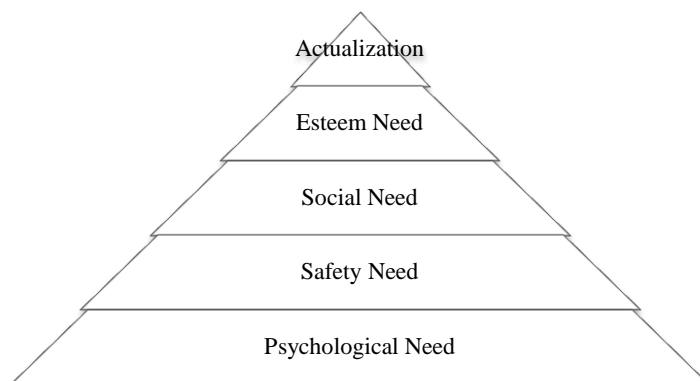 Actualization
Esteem Need
Social Need
Safety Need
Psychological Need